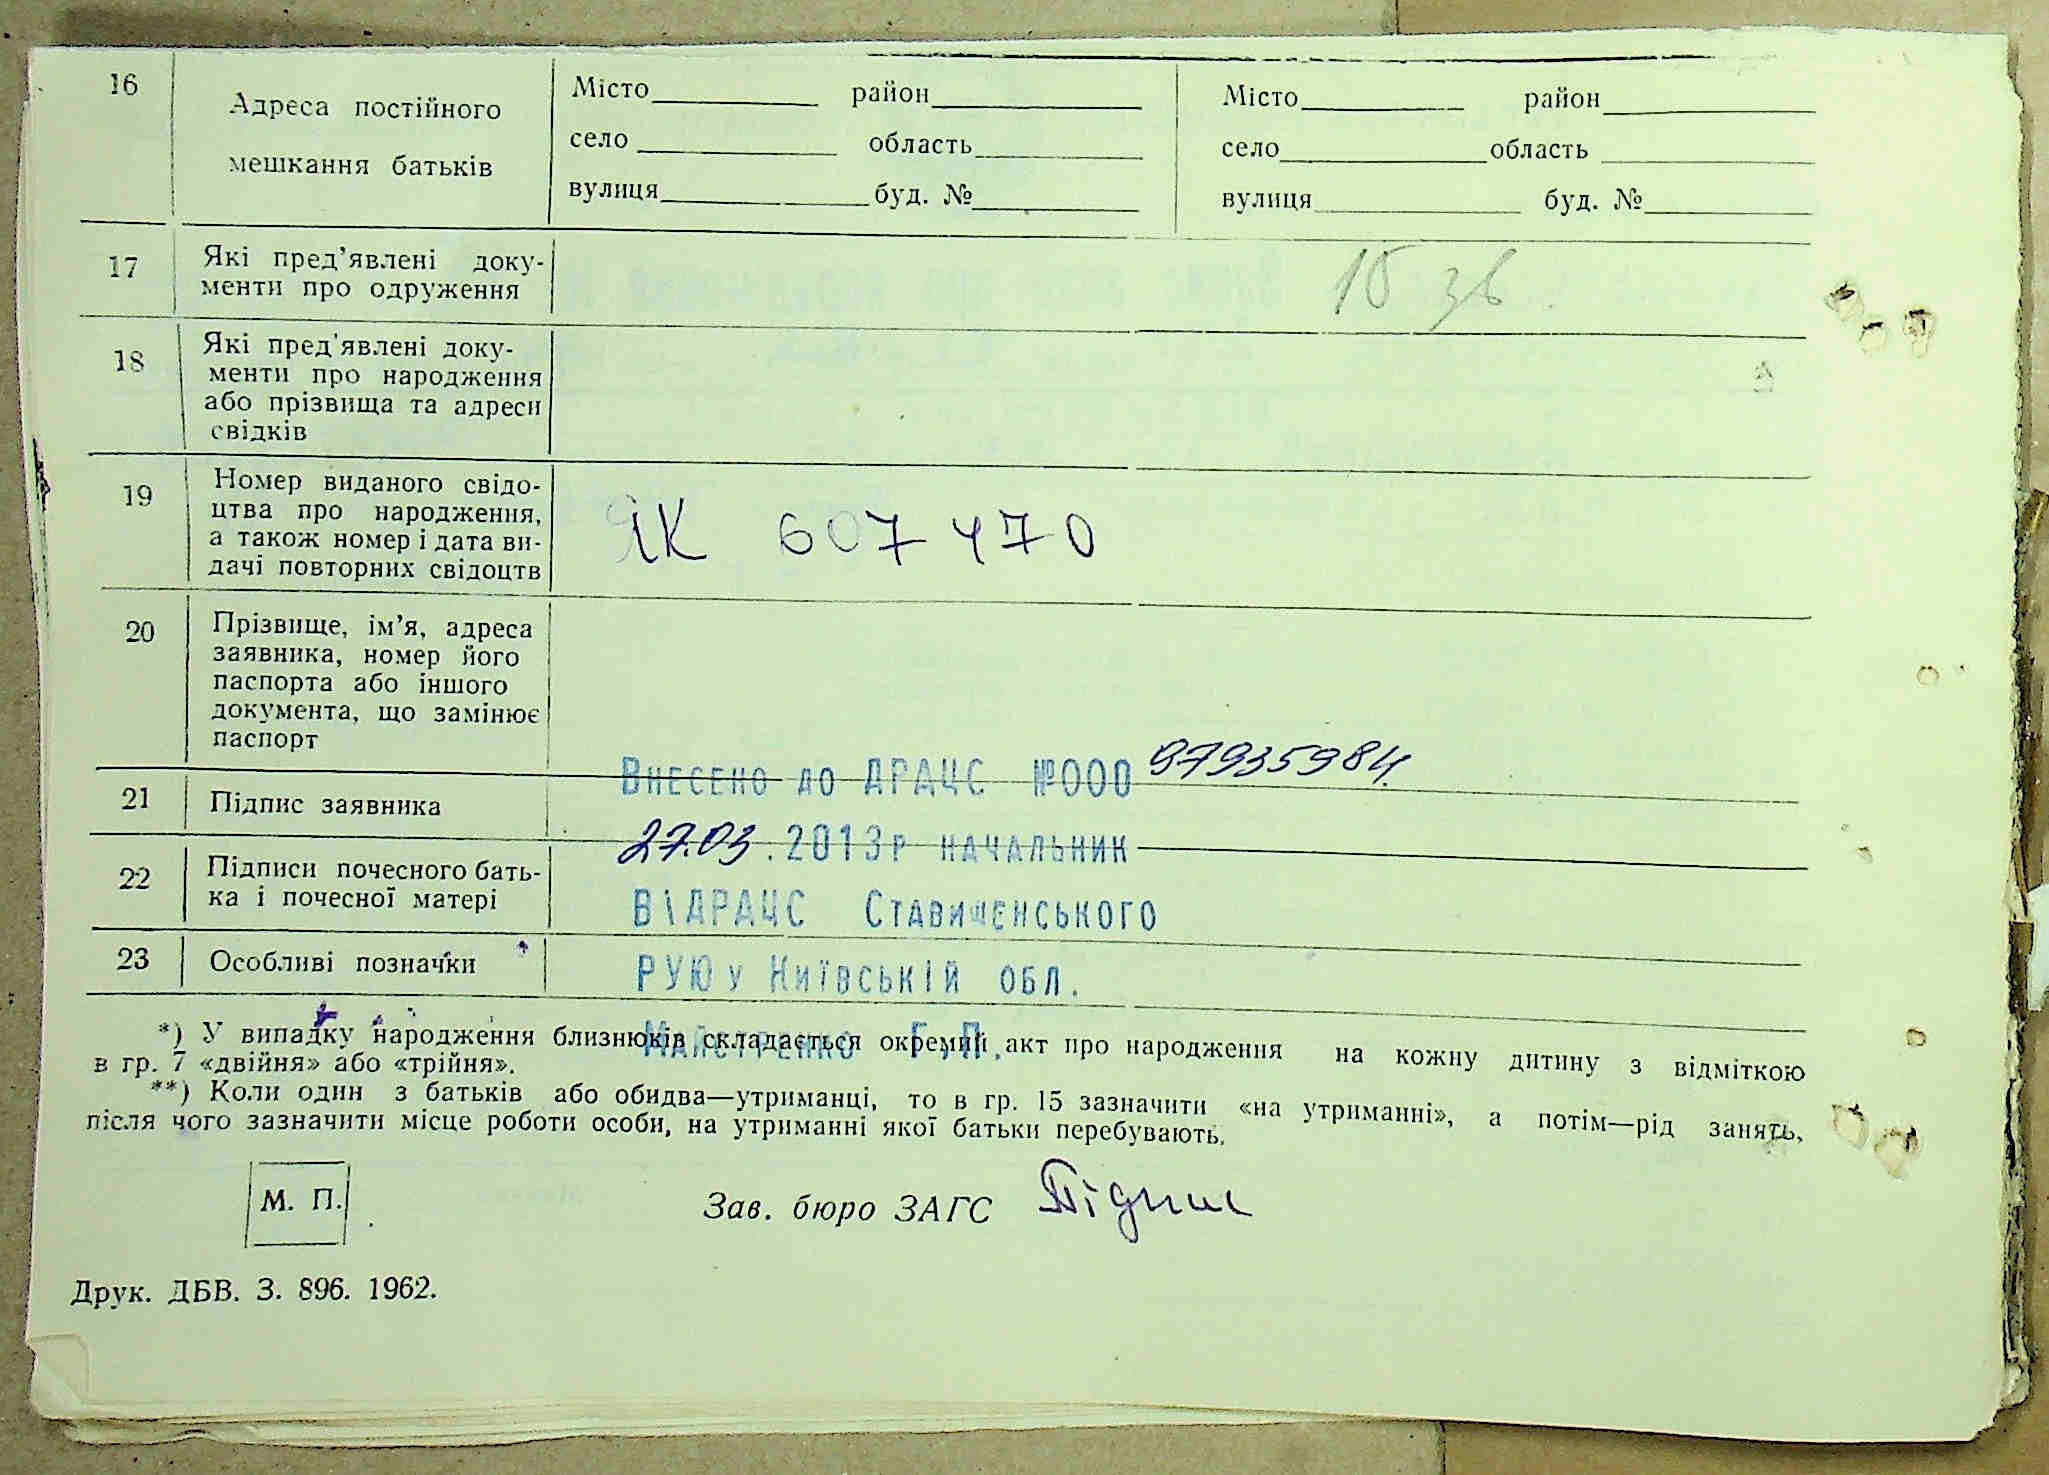 16 Адреса постійного мешкання батьків
Місто район Місто район
село область село область
вулиця буд. № вулиця буд. №
17 Які пред’явлені доку-
менти про одруження
18 Які пред’явлені доку-
менти про народження
або прізвища та адреси
свідків
19 Номер виданого свідо-
цтва про народження,
а також номер і дата ви-
дачі повторних свідоцтв
ЯК 607470
20 Прізвище, ім’я, адреса
заявника, номер його
паспорта або іншого
документа, що замінює
паспорт
Внесено до ДРАЦС №000 97935984.
21 Підпис заявника
27.03.2013р начальник
22 Підписи почесного бать-
ка і почесної матері
ВіДРАЦС Ставищенського
23 Особливі позначки
РУЮ у Київській обл.
Майстренко Г.П.
*) У випадку народження близнюків складається окремий акт про народження на кожну дитину з відміткою
в гр. 7 «двійня» або «трійня».
**) Коли один з батьків або обидва—утриманці, то в гр. 15 зазначити «на утриманні», а потім—рід занять,
після чого зазначити місце роботи особи, на утриманні якої батьки перебувають.
М. П.
Зав. бюро ЗАГС Підпис
Друк. ДБВ. З. 896. 1962.